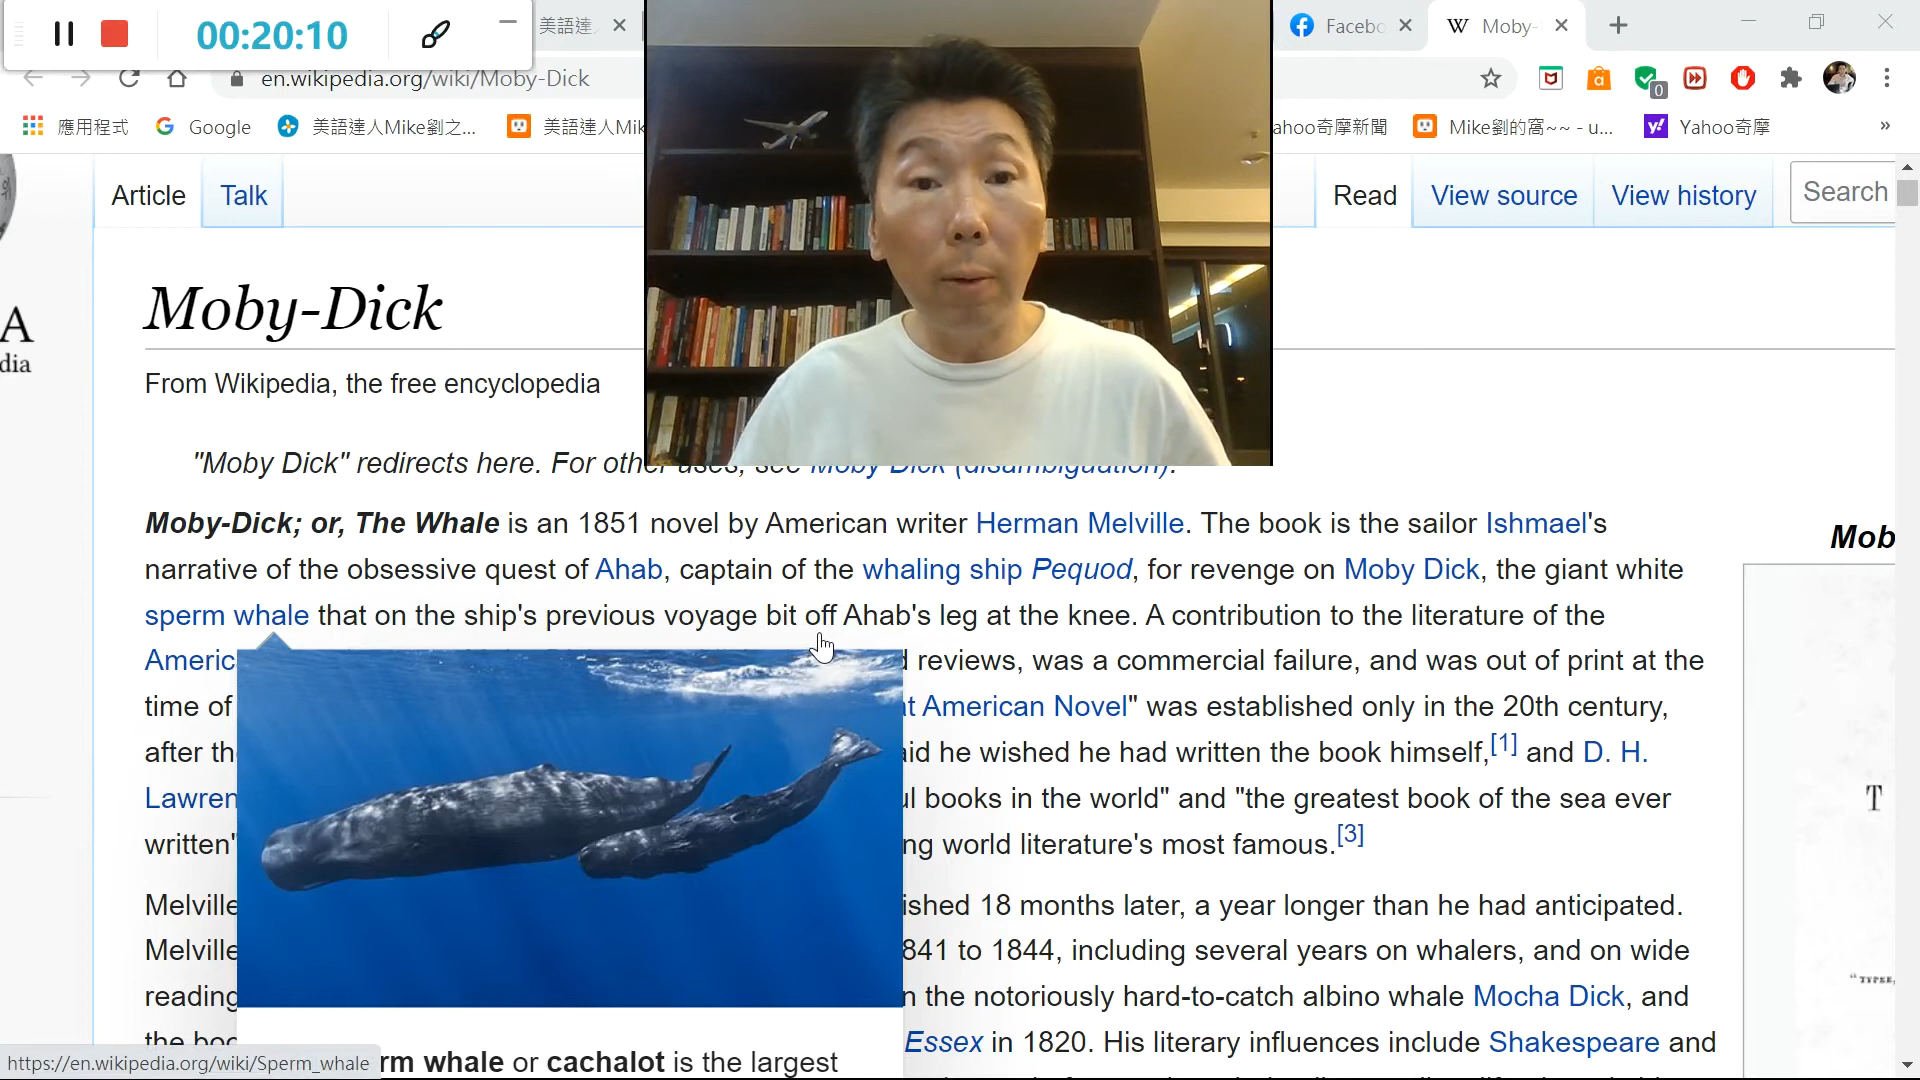 00:20:10
美語達
Facebo
Moby-
en.wikipedia.org/wiki/Moby-Dick
0
應用程式
Google
美語達人Mike劉之...
美語達人Mik
ahoo奇摩新聞
Mike劉的窩~~ - u...
Yahoo奇摩
»
Article
Talk
Read
View source
View history
Search
A
dia
Moby-Dick
From Wikipedia, the free encyclopedia
"Moby Dick" redirects here. For other uses, see Moby Dick (disambiguation).
Moby-Dick; or, The Whale is an 1851 novel by American writer Herman Melville. The book is the sailor Ishmael's
narrative of the obsessive quest of Ahab, captain of the whaling ship Pequod, for revenge on Moby Dick, the giant white
sperm whale that on the ship's previous voyage bit off Ahab's leg at the knee. A contribution to the literature of the
Americ d reviews, was a commercial failure, and was out of print at the
time of at American Novel" was established only in the 20th century,
after th aid he wished he had written the book himself,[1] and D. H.
Lawren ul books in the world" and "the greatest book of the sea ever
written" ng world literature's most famous.[3]
Melville ished 18 months later, a year longer than he had anticipated.
Melville 841 to 1844, including several years on whalers, and on wide
reading n the notoriously hard-to-catch albino whale Mocha Dick, and
the boo Essex in 1820. His literary influences include Shakespeare and
rm whale or cachalot is the largest
https://en.wikipedia.org/wiki/Sperm_whale
Mob
T
"TYPEE,